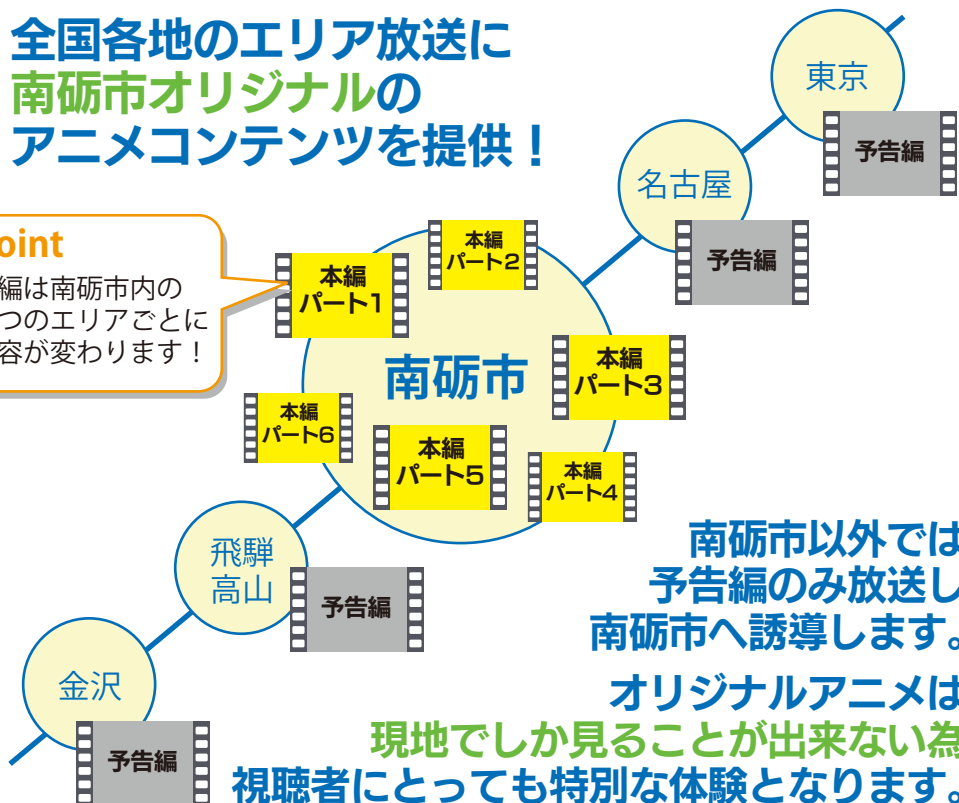 全国各地のエリア放送に
南砺市オリジナルの
アニメコンテンツを提供！
東京
予告編
名古屋
予告編
oint
編は南砺市内の
つのエリアごとに
容が変わります！
本編
パート1
本編
パート2
南砺市
本編
パート3
本編
パート6
本編
パート5
本編
パート4
飛騨
高山
予告編
金沢
予告編
南砺市以外では
予告編のみ放送し
南砺市へ誘導します。
オリジナルアニメは
現地でしか見ることが出来ない為
視聴者にとっても特別な体験となります。